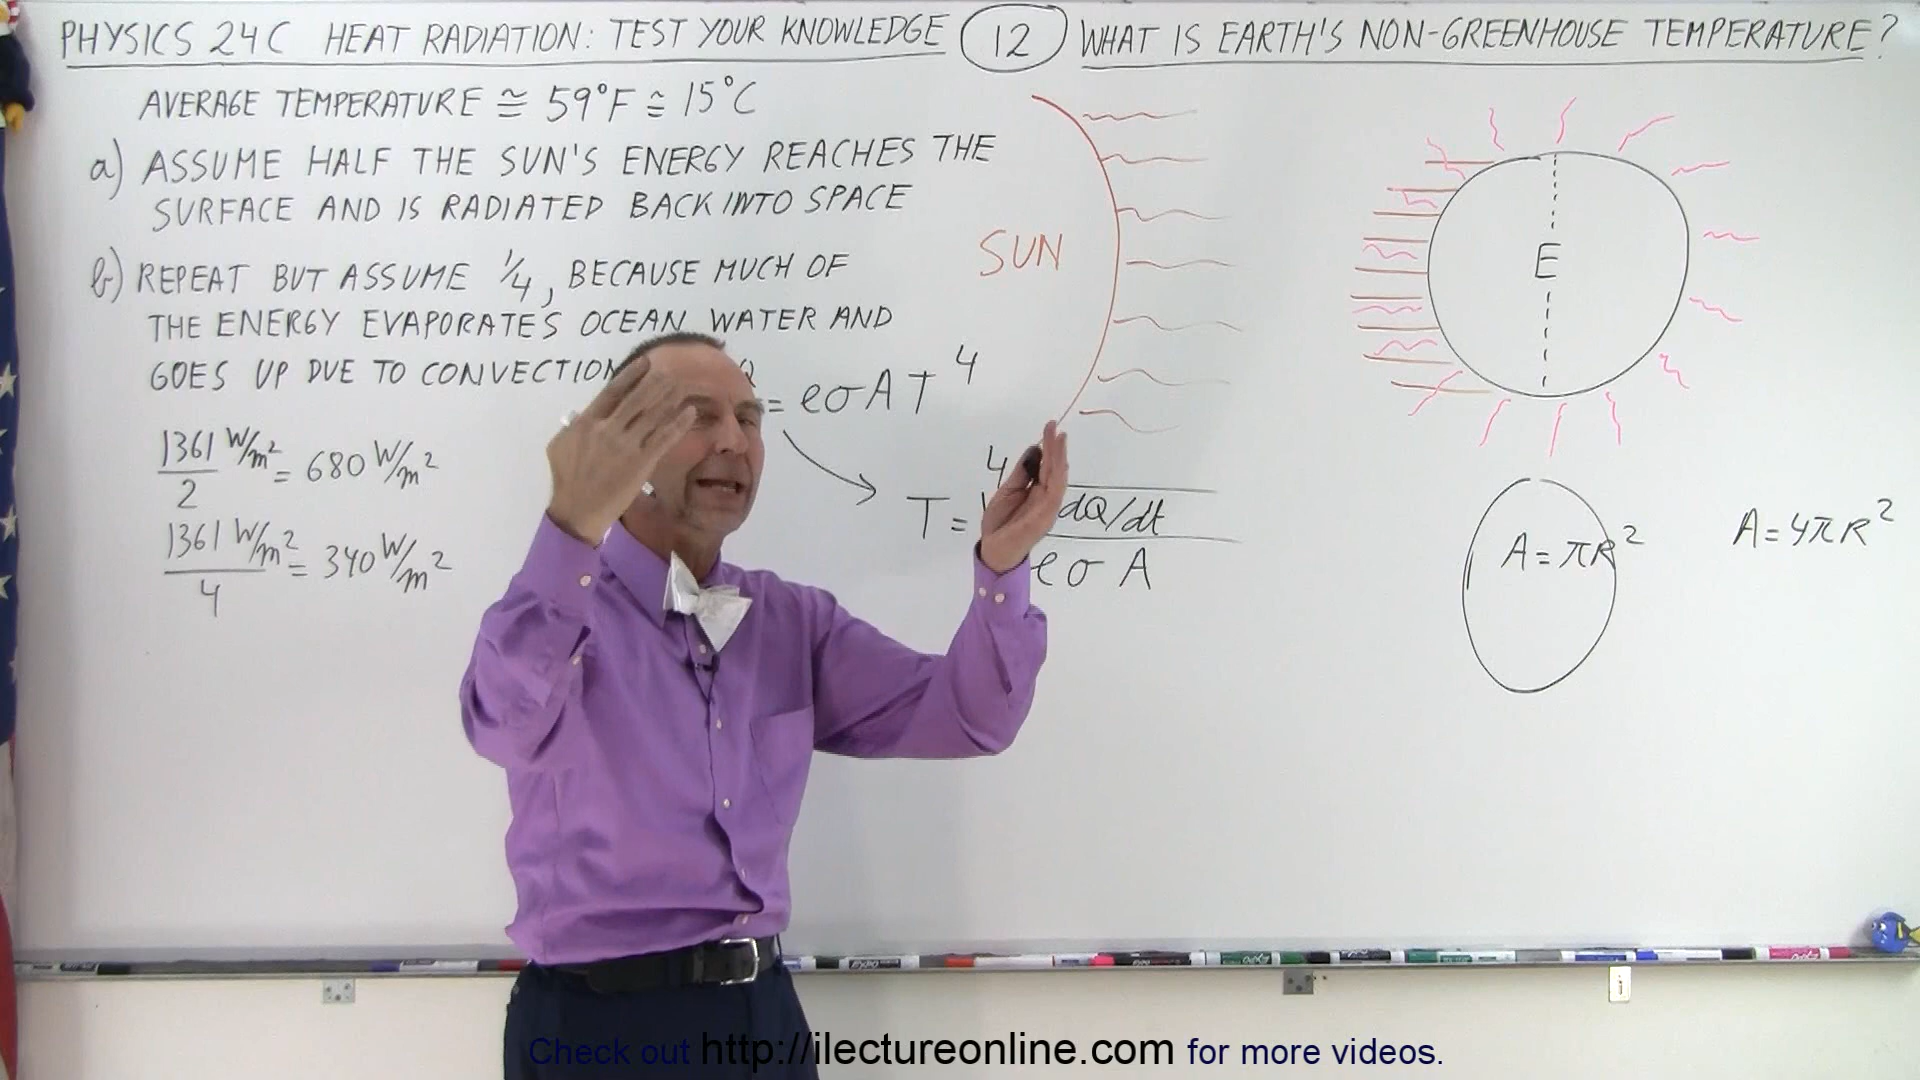 PHYSICS 24C HEAT RADIATION: TEST YOUR KNOWLEDGE 12 WHAT IS EARTH'S NON-GREENHOUSE TEMPERATURE?
AVERAGE TEMPERATURE ≅ 59°F ≅ 15°C
a) ASSUME HALF THE SUN'S ENERGY REACHES THE
SURFACE AND IS RADIATED BACK INTO SPACE
b) REPEAT BUT ASSUME 1/4, BECAUSE MUCH OF
THE ENERGY EVAPORATES OCEAN WATER AND
GOES UP DUE TO CONVECTION
= eσAT⁴
1361 W/m² / 2 = 680 W/m²
1361 W/m² / 4 = 340 W/m²
T = ⁴√ dQ/dt / eσA
SUN
E
A = πR²
A = 4πR²
EXPO
Check out http://ilectureonline.com for more videos.